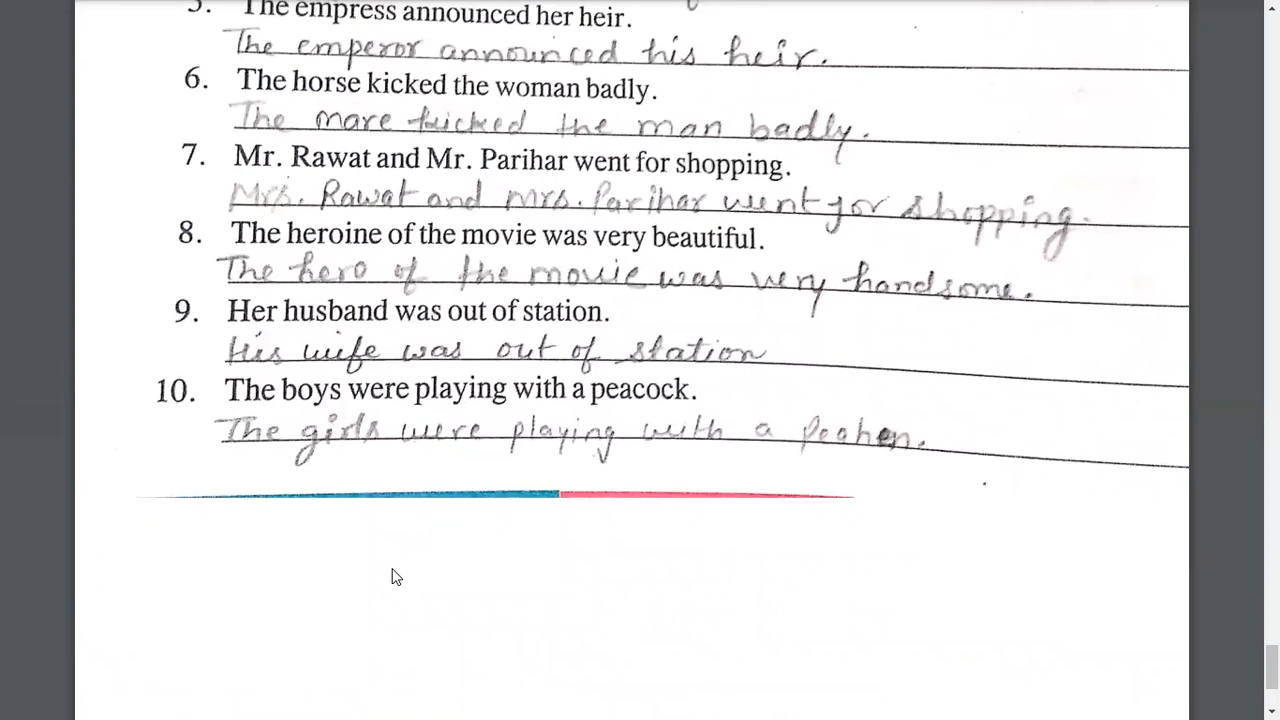 5. The empress announced her heir.
The emperor announced his heir.
6. The horse kicked the woman badly.
The mare kicked the man badly.
7. Mr. Rawat and Mr. Parihar went for shopping.
Mrs. Rawat and Mrs. Parihar went for shopping.
8. The heroine of the movie was very beautiful.
The hero of the movie was very handsome.
9. Her husband was out of station.
His wife was out of station
10. The boys were playing with a peacock.
The girls were playing with a peahen.